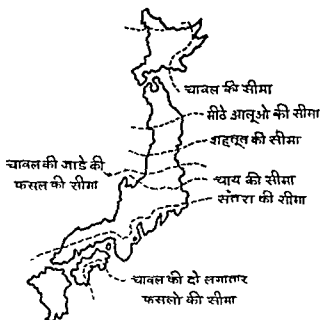 चावल की सीमा
मीठे आलूओ की सीमा
शहतूत की सीमा
चावल की जाडे की
फसल की सीमा
चाय की सीमा
संतरा की सीमा
चावल की दो लगातार
फसलो की सीमा